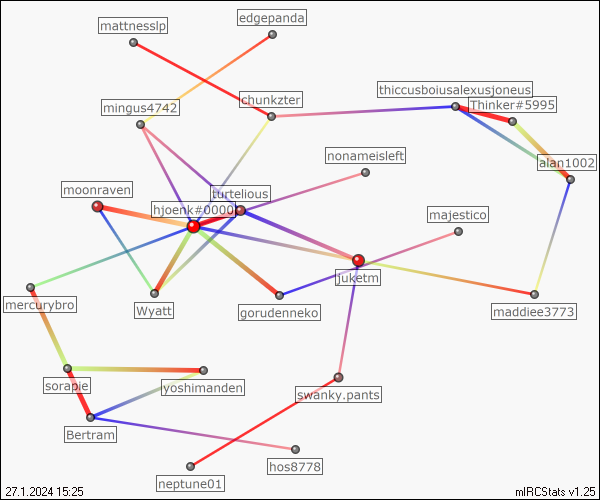 edgepanda
mattnesslp
thiccusboiusalexusjoneus
chunkzter
Thinker#5995
mingus4742
nonameisleft
alan1002
moonraven
turtelious
hjoenk#0000
majestico
juketm
mercurybro
Wyatt
gorudenneko
maddiee3773
sorapie
yoshimanden
swanky.pants
Bertram
hos8778
neptune01
27.1.2024 15:25
mIRCStats v1.25